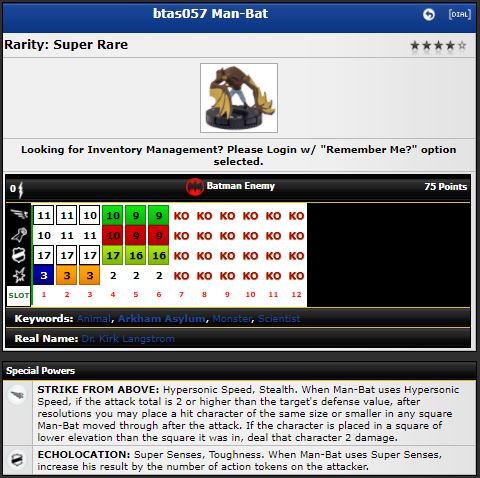 btas057 Man-Bat
[DIAL]
Rarity: Super Rare
Looking for Inventory Management? Please Login w/ "Remember Me?" option
selected.
0 Batman Enemy 75 Points
11 11 10 10 9 9 KO KO KO KO KO KO
10 11 11 10 9 9 KO KO KO KO KO KO
17 17 17 17 16 16 KO KO KO KO KO KO
3 3 3 2 2 2 KO KO KO KO KO KO
SLOT 1 2 3 4 5 6 7 8 9 10 11 12
Keywords: Animal, Arkham Asylum, Monster, Scientist
Real Name: Dr. Kirk Langstrom
Special Powers
STRIKE FROM ABOVE: Hypersonic Speed, Stealth. When Man-Bat uses Hypersonic
Speed, if the attack total is 2 or higher than the target's defense value, after
resolutions you may place a hit character of the same size or smaller in any square
Man-Bat moved through after the attack. If the character is placed in a square of
lower elevation than the square it was in, deal that character 2 damage.
ECHOLOCATION: Super Senses, Toughness. When Man-Bat uses Super Senses,
increase his result by the number of action tokens on the attacker.